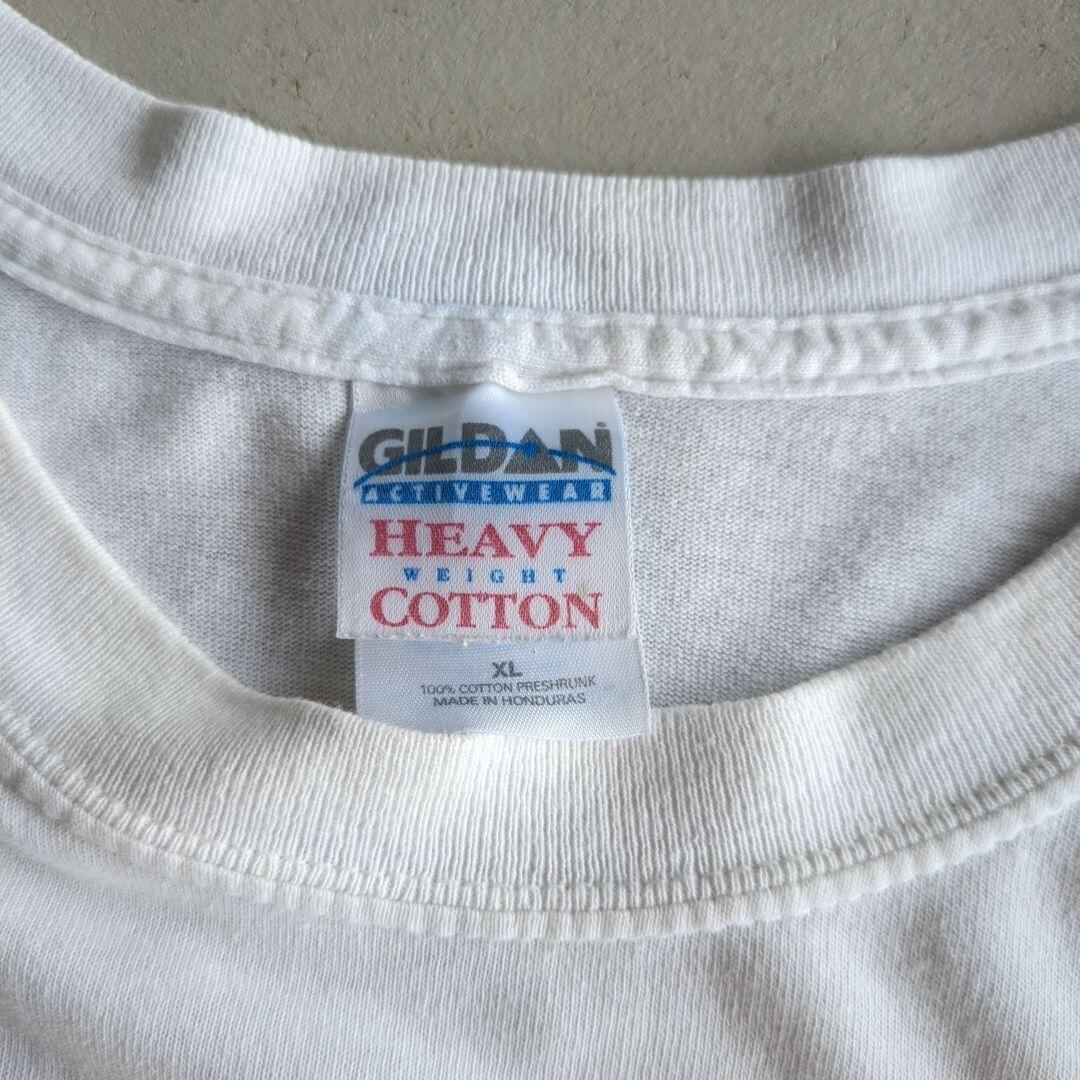 GILDAN®
ACTIVEWEAR
HEAVY
WEIGHT
COTTON
XL
100% COTTON PRESHRUNK
MADE IN HONDURAS